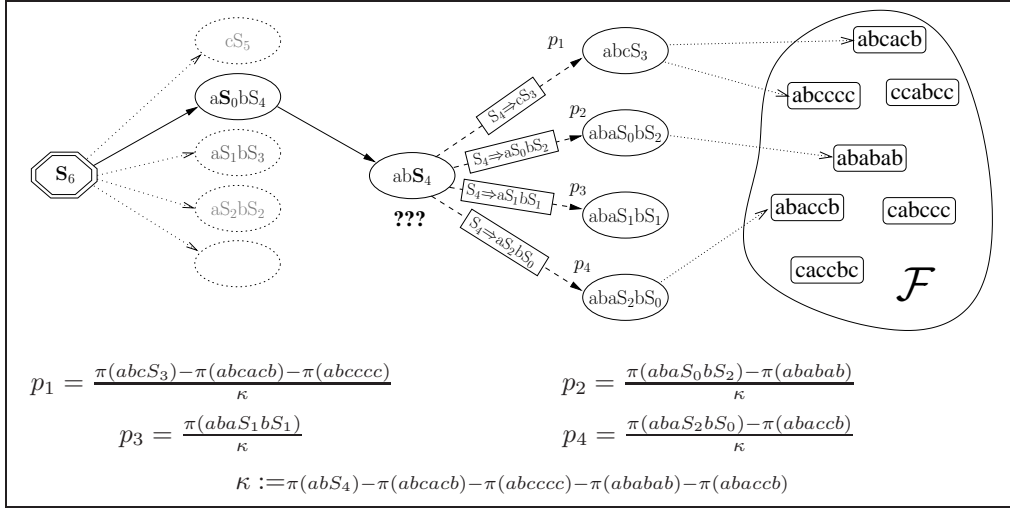 cS₅
aS₀bS₄
S₆
aS₁bS₃
aS₂bS₂
abS₄
???
S₄⇒cS₃
S₄⇒aS₀bS₂
S₄⇒aS₁bS₁
S₄⇒aS₂bS₀
p₁
abcS₃
p₂
abaS₀bS₂
p₃
abaS₁bS₁
p₄
abaS₂bS₀
abcacb
abcccc
ccabcc
ababab
abaccb
cabccc
caccbc
ℱ
p₁ = π(abcS₃)−π(abcacb)−π(abcccc) / κ
p₂ = π(abaS₀bS₂)−π(ababab) / κ
p₃ = π(abaS₁bS₁) / κ
p₄ = π(abaS₂bS₀)−π(abaccb) / κ
κ := π(abS₄)−π(abcacb)−π(abcccc)−π(ababab)−π(abaccb)